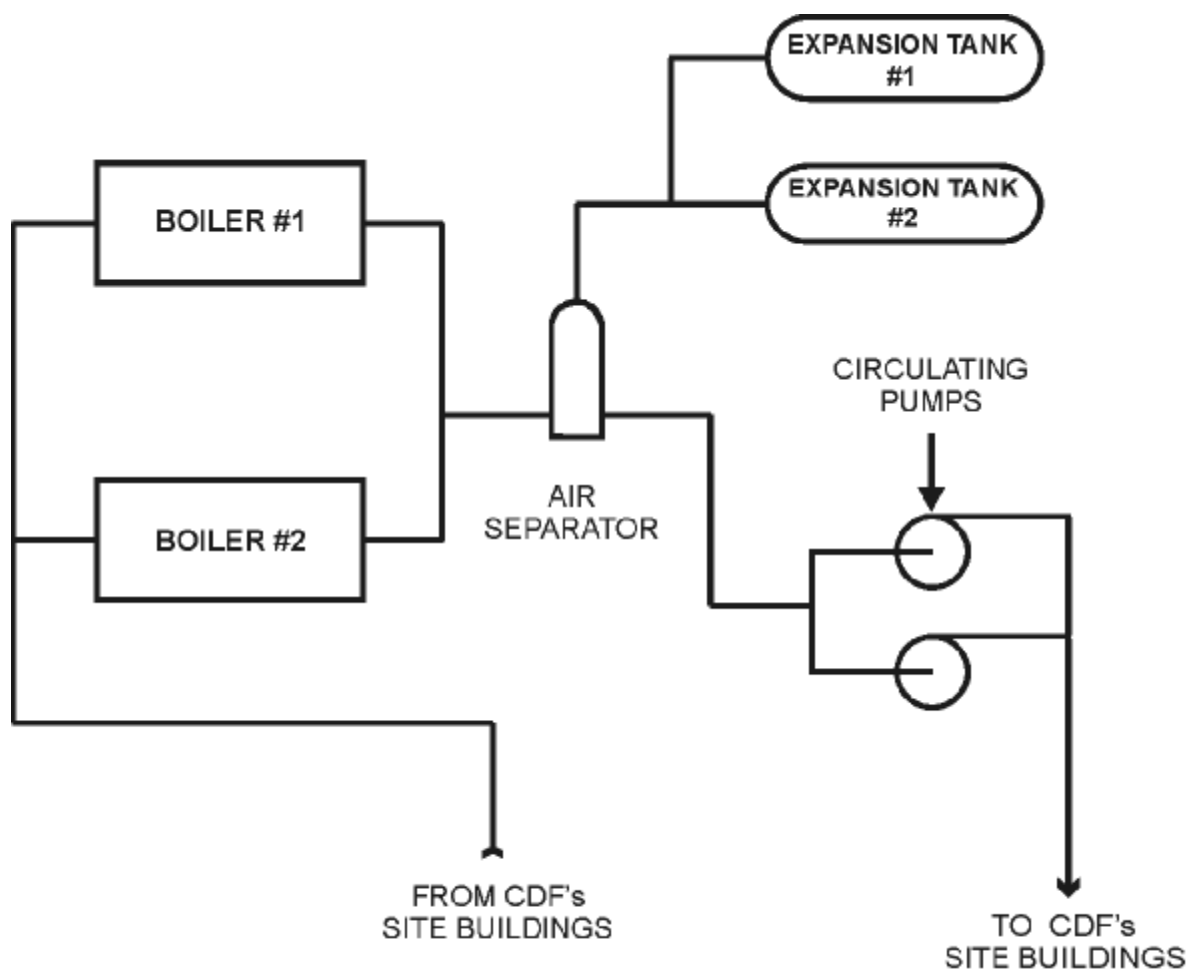 EXPANSION TANK
#1
BOILER #1
EXPANSION TANK
#2
CIRCULATING
PUMPS
AIR
SEPARATOR
BOILER #2
FROM CDF's
SITE BUILDINGS
TO CDF's
SITE BUILDINGS